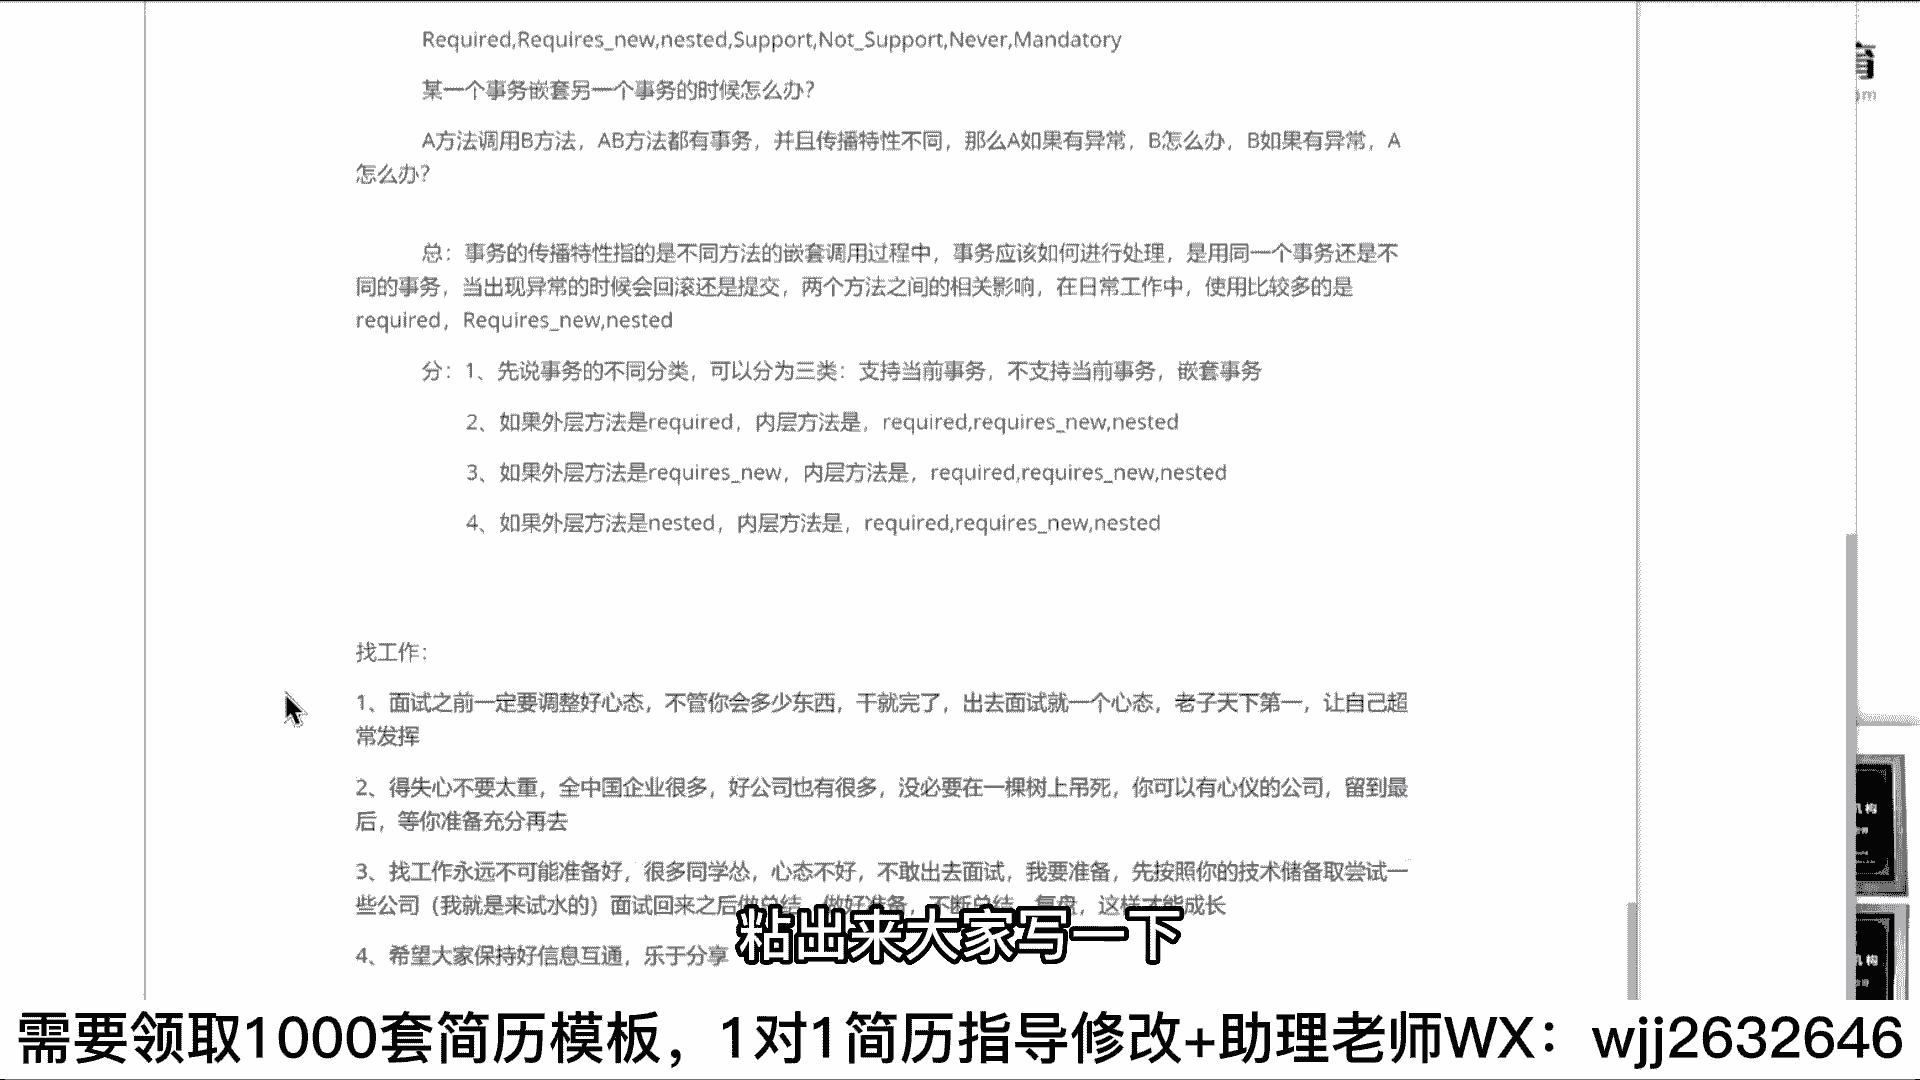 Required,Requires_new,nested,Support,Not_Support,Never,Mandatory
某一个事务嵌套另一个事务的时候怎么办？
A方法调用B方法，AB方法都有事务，并且传播特性不同，那么A如果有异常，B怎么办，B如果有异常，A
怎么办？
总：事务的传播特性指的是不同方法的嵌套调用过程中，事务应该如何进行处理，是用同一个事务还是不
同的事务，当出现异常的时候会回滚还是提交，两个方法之间的相关影响，在日常工作中，使用比较多的是
required，Requires_new,nested
分：1、先说事务的不同分类，可以分为三类：支持当前事务，不支持当前事务，嵌套事务
2、如果外层方法是required，内层方法是，required,requires_new,nested
3、如果外层方法是requires_new，内层方法是，required,requires_new,nested
4、如果外层方法是nested，内层方法是，required,requires_new,nested
找工作：
1、面试之前一定要调整好心态，不管你会多少东西，干就完了，出去面试就一个心态，老子天下第一，让自己超
常发挥
2、得失心不要太重，全中国企业很多，好公司也有很多，没必要在一棵树上吊死，你可以有心仪的公司，留到最
后，等你准备充分再去
3、找工作永远不可能准备好，很多同学怂，心态不好，不敢出去面试，我要准备，先按照你的技术储备取尝试一
些公司（我就是来试水的）面试回来之后做总结，做好准备，不断总结，复盘，这样才能成长
4、希望大家保持好信息互通，乐于分享
粘出来大家写一下
需要领取1000套简历模板，1对1简历指导修改+助理老师WX：wjj2632646
育
机构
机构